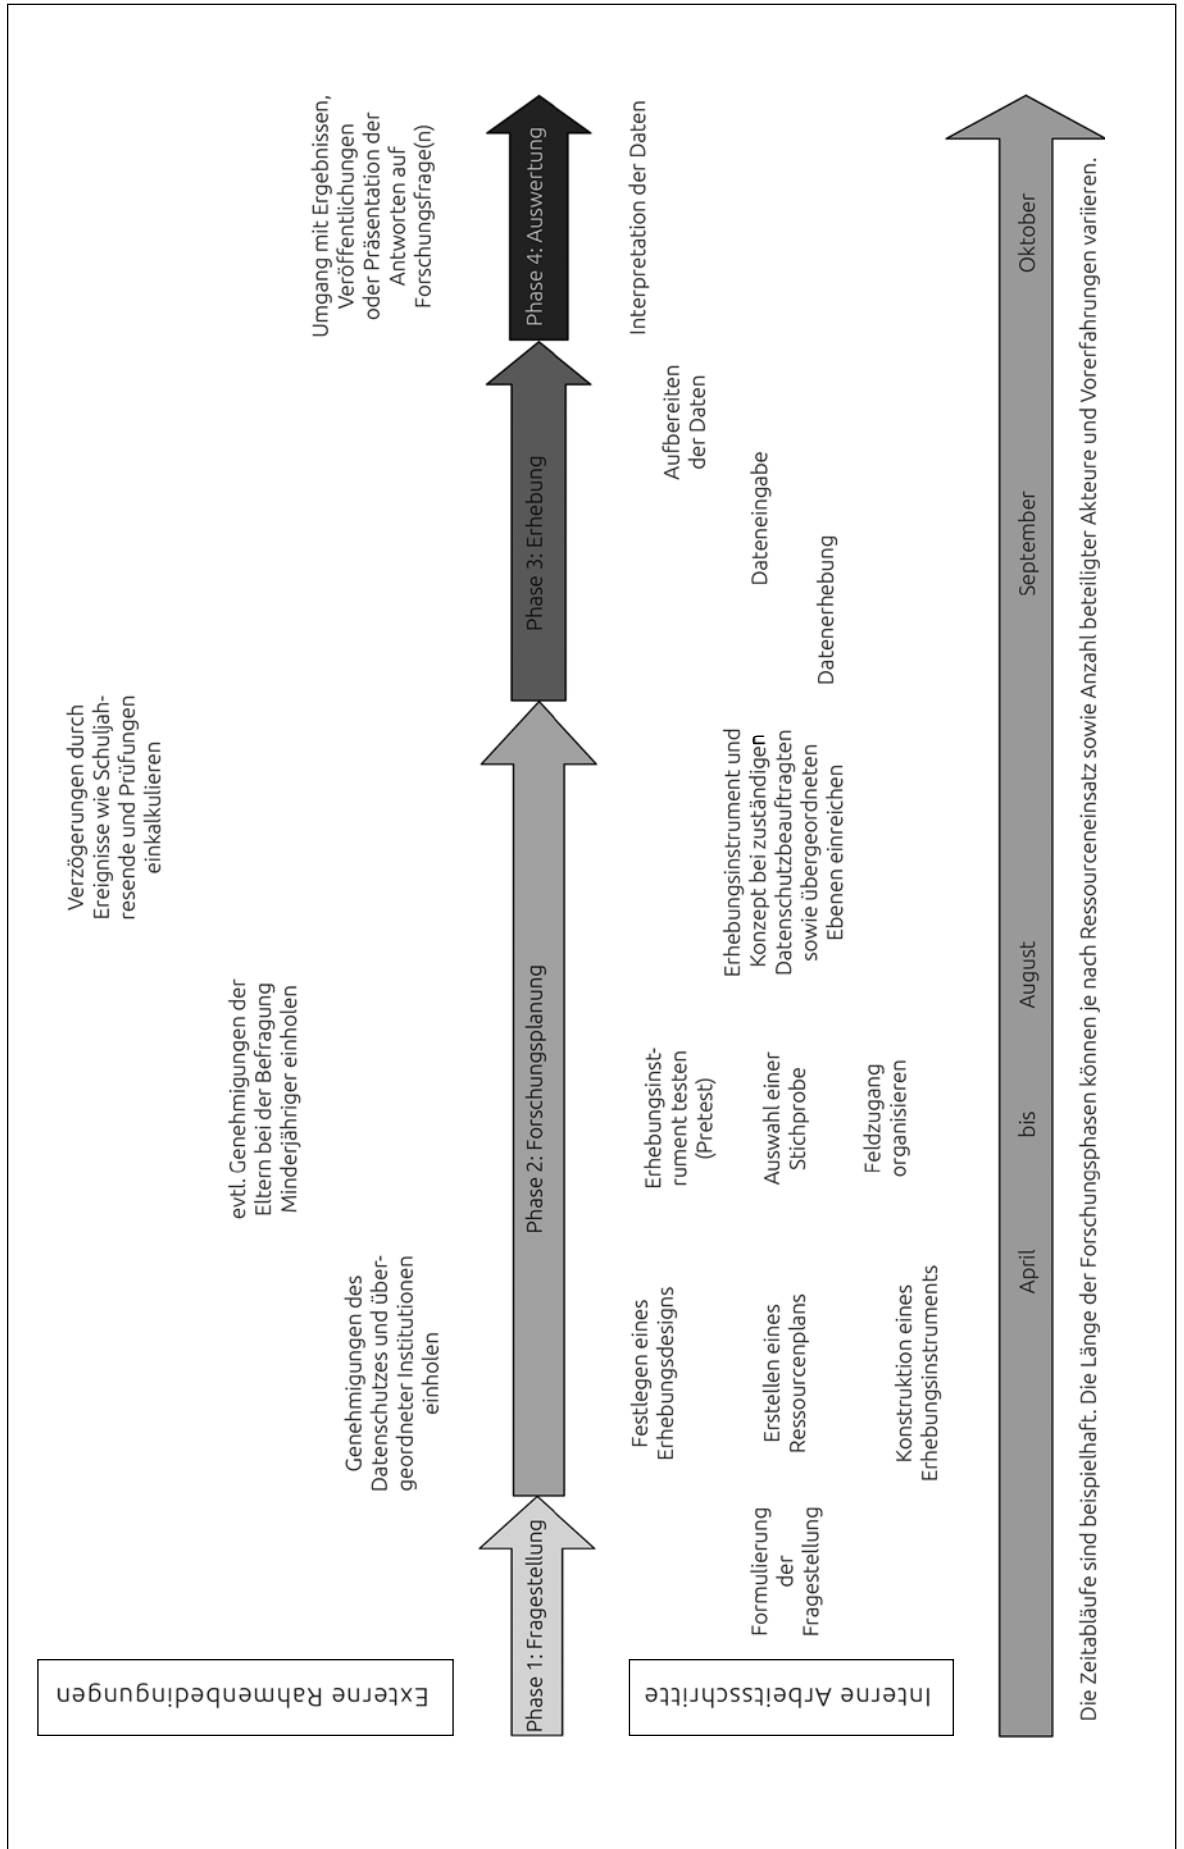 Externe Rahmenbedingungen
Verzögerungen durch
Ereignisse wie Schuljah-
resende und Prüfungen
einkalkulieren
evtl. Genehmigungen der
Eltern bei der Befragung
Minderjähriger einholen
Genehmigungen des
Datenschutzes und über-
geordneter Institutionen
einholen
Umgang mit Ergebnissen,
Veröffentlichungen
oder Präsentation der
Antworten auf
Forschungsfrage(n)
Phase 1: Fragestellung
Phase 2: Forschungsplanung
Phase 3: Erhebung
Phase 4: Auswertung
Interne Arbeitsschritte
Formulierung
der
Fragestellung
Festlegen eines
Erhebungsdesigns
Erstellen eines
Ressourcenplans
Konstruktion eines
Erhebungsinstruments
Erhebungsinst-
rument testen
(Pretest)
Auswahl einer
Stichprobe
Feldzugang
organisieren
Erhebungsinstrument und
Konzept bei zuständigen
Datenschutzbeauftragten
sowie übergeordneten
Ebenen einreichen
Datenerhebung
Dateneingabe
Aufbereiten
der Daten
Interpretation der Daten
April bis August September Oktober
Die Zeitabläufe sind beispielhaft. Die Länge der Forschungsphasen können je nach Ressourceneinsatz sowie Anzahl beteiligter Akteure und Vorerfahrungen variieren.